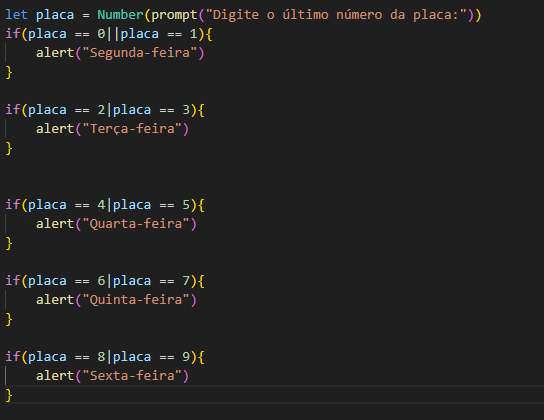 let placa = Number(prompt("Digite o último número da placa:"))
if(placa == 0||placa == 1){
    alert("Segunda-feira")
}
if(placa == 2|placa == 3){
    alert("Terça-feira")
}
if(placa == 4|placa == 5){
    alert("Quarta-feira")
}
if(placa == 6|placa == 7){
    alert("Quinta-feira")
}
if(placa == 8|placa == 9){
    alert("Sexta-feira")
}